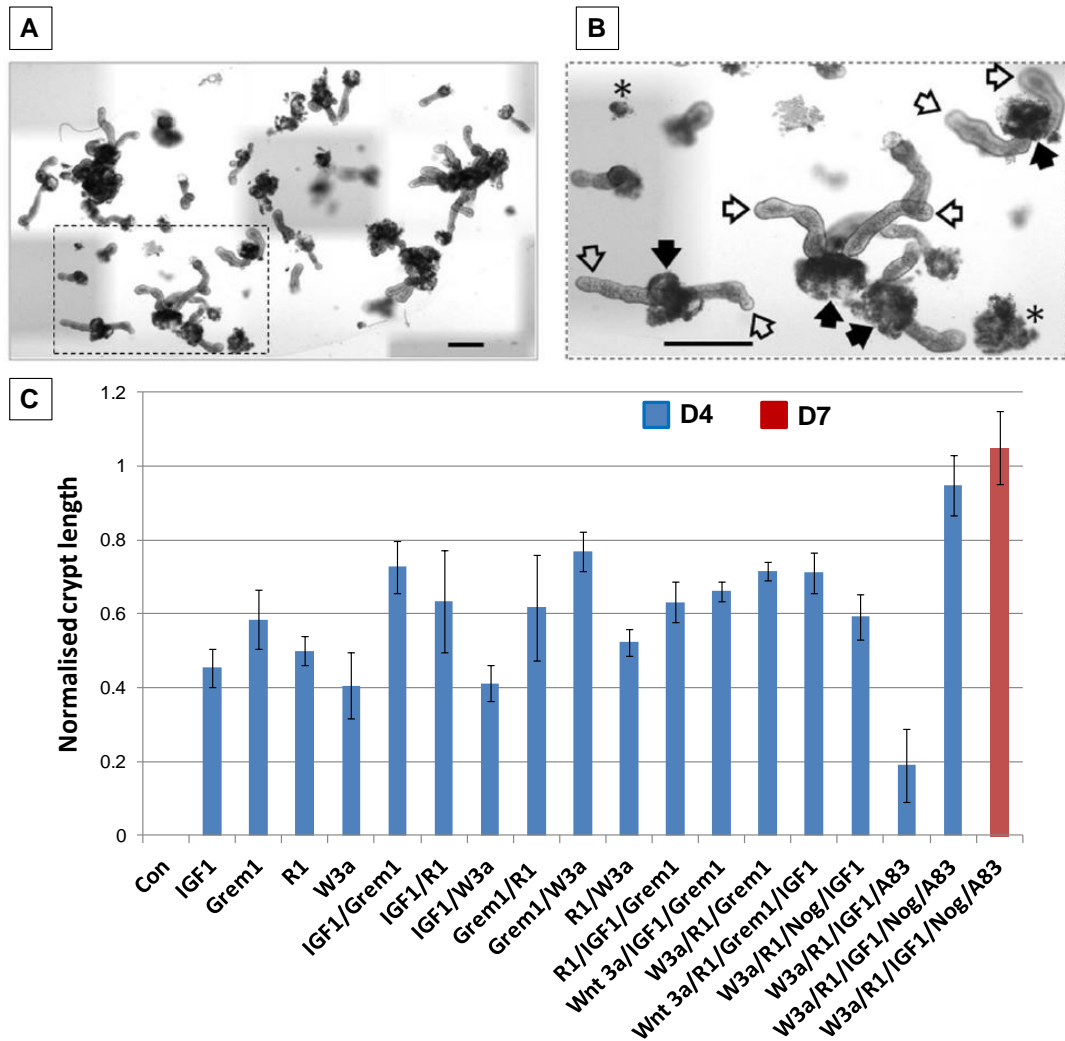 A
B
*
*
C
D4
D7
Normalised crypt length
1.2
1
0.8
0.6
0.4
0.2
0
Con
IGF1
Grem1
R1
W3a
IGF1/Grem1
IGF1/R1
IGF1/W3a
Grem1/R1
Grem1/W3a
R1/W3a
R1/IGF1/Grem1
Wnt 3a/IGF1/Grem1
W3a/R1/Grem1
Wnt 3a/R1/Grem1/IGF1
W3a/R1/Nog/IGF1
W3a/R1/IGF1/A83
W3a/R1/IGF1/Nog/A83
W3a/R1/IGF1/Nog/A83